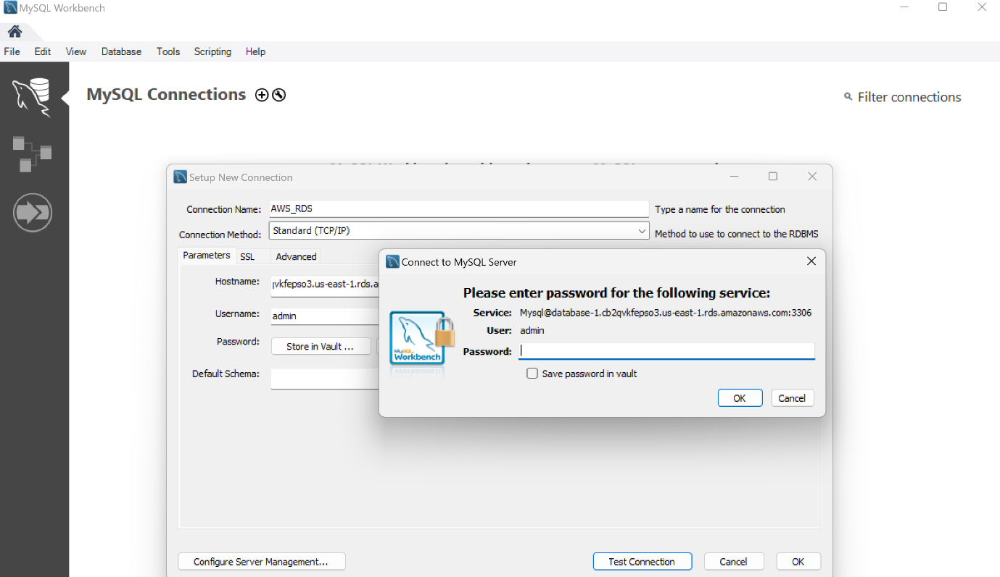 MySQL Workbench
File Edit View Database Tools Scripting Help
MySQL Connections
Filter connections
Setup New Connection
Connection Name: AWS_RDS Type a name for the connection
Connection Method: Standard (TCP/IP) Method to use to connect to the RDBMS
Parameters SSL Advanced
Hostname: vkfepso3.us-east-1.rds.a
Username: admin
Password: Store in Vault ...
Default Schema:
Connect to MySQL Server
Please enter password for the following service:
Service: Mysql@database-1.cb2qvkfepso3.us-east-1.rds.amazonaws.com:3306
User: admin
Password:
Save password in vault
OK Cancel
MySQL
Workbench
Configure Server Management... Test Connection Cancel OK